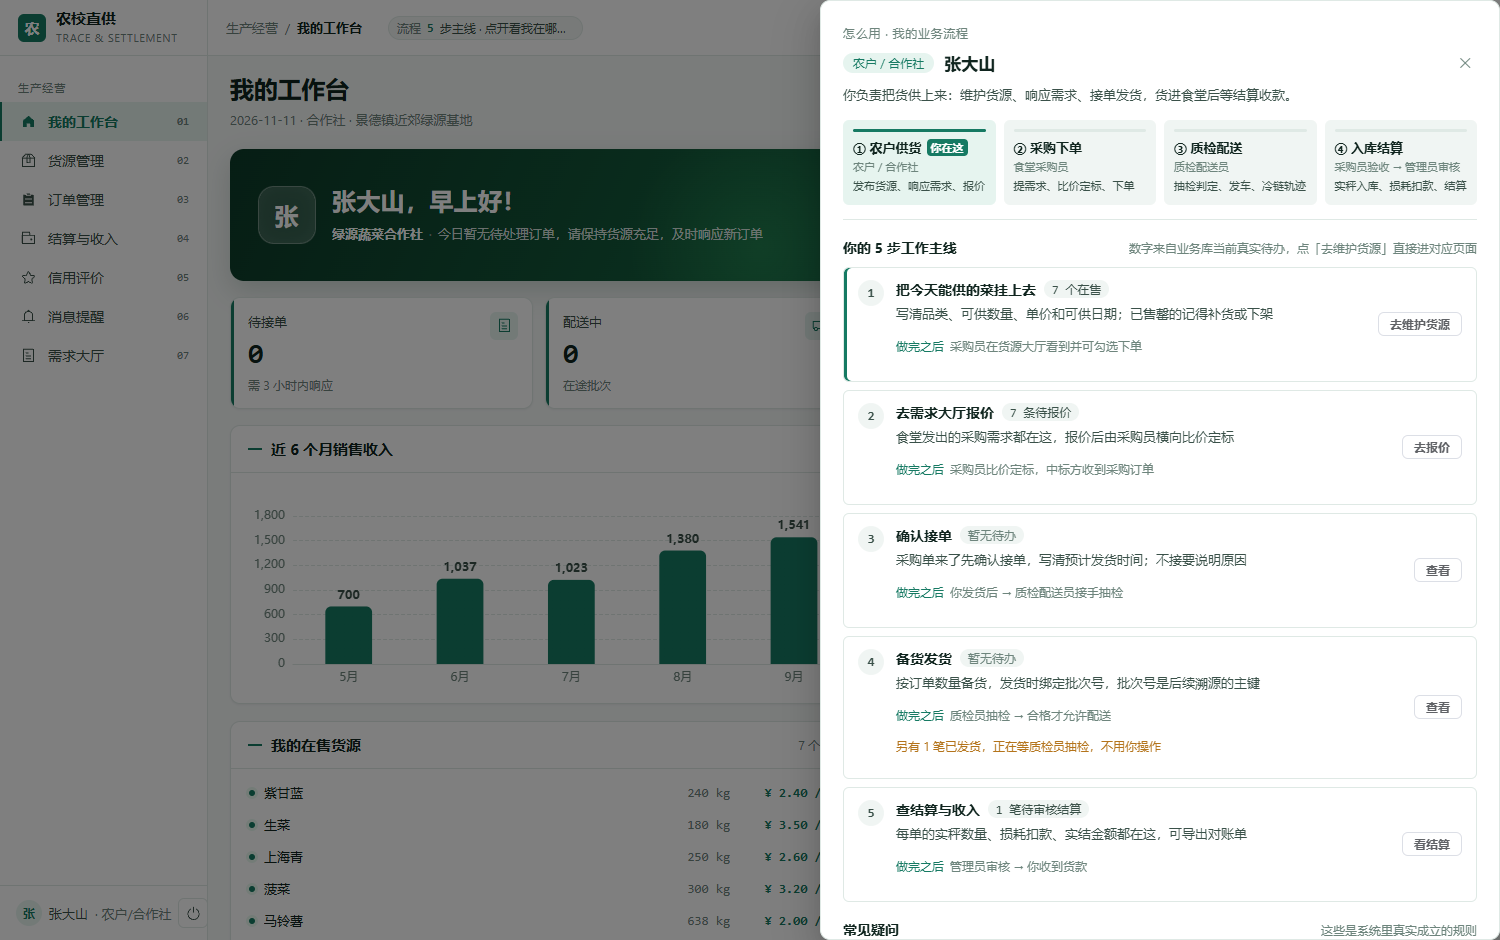 农
农校直供
TRACE & SETTLEMENT
生产经营
我的工作台 01
货源管理 02
订单管理 03
结算与收入 04
信用评价 05
消息提醒 06
需求大厅 07
张 张大山 · 农户/合作社
生产经营 / 我的工作台
流程 5 步主线 · 点开看我在哪...
我的工作台
2026-11-11 · 合作社 · 景德镇近郊绿源基地
张
张大山，早上好！
绿源蔬菜合作社 · 今日暂无待处理订单，请保持货源充足，及时响应新订单
待接单
0
需 3 小时内响应
配送中
0
在途批次
近 6 个月销售收入
1,800
1,500
1,200
900
600
300
0
700
1,037
1,023
1,380
1,541
5月
6月
7月
8月
9月
我的在售货源 7 个
紫甘蓝 240 kg ¥ 2.40 /
生菜 180 kg ¥ 3.50 /
上海青 250 kg ¥ 2.60 /
菠菜 300 kg ¥ 3.20 /
马铃薯 638 kg ¥ 2.00 /
怎么用 · 我的业务流程
农户 / 合作社 张大山
你负责把货供上来：维护货源、响应需求、接单发货，货进食堂后等结算收款。
① 农户供货 你在这
农户 / 合作社
发布货源、响应需求、报价
② 采购下单
食堂采购员
提需求、比价定标、下单
③ 质检配送
质检配送员
抽检判定、发车、冷链轨迹
④ 入库结算
采购员验收 → 管理员审核
实秤入库、损耗扣款、结算
你的 5 步工作主线
数字来自业务库当前真实待办，点「去维护货源」直接进对应页面
1 把今天能供的菜挂上去 7 个在售
写清品类、可供数量、单价和可供日期；已售罄的记得补货或下架
做完之后 采购员在货源大厅看到并可勾选下单
去维护货源
2 去需求大厅报价 7 条待报价
食堂发出的采购需求都在这，报价后由采购员横向比价定标
做完之后 采购员比价定标，中标方收到采购订单
去报价
3 确认接单 暂无待办
采购单来了先确认接单，写清预计发货时间；不接要说明原因
做完之后 你发货后 → 质检配送员接手抽检
查看
4 备货发货 暂无待办
按订单数量备货，发货时绑定批次号，批次号是后续溯源的主键
做完之后 质检员抽检 → 合格才允许配送
另有 1 笔已发货，正在等质检员抽检，不用你操作
查看
5 查结算与收入 1 笔待审核结算
每单的实秤数量、损耗扣款、实结金额都在这，可导出对账单
做完之后 管理员审核 → 你收到货款
看结算
常见疑问
这些是系统里真实成立的规则